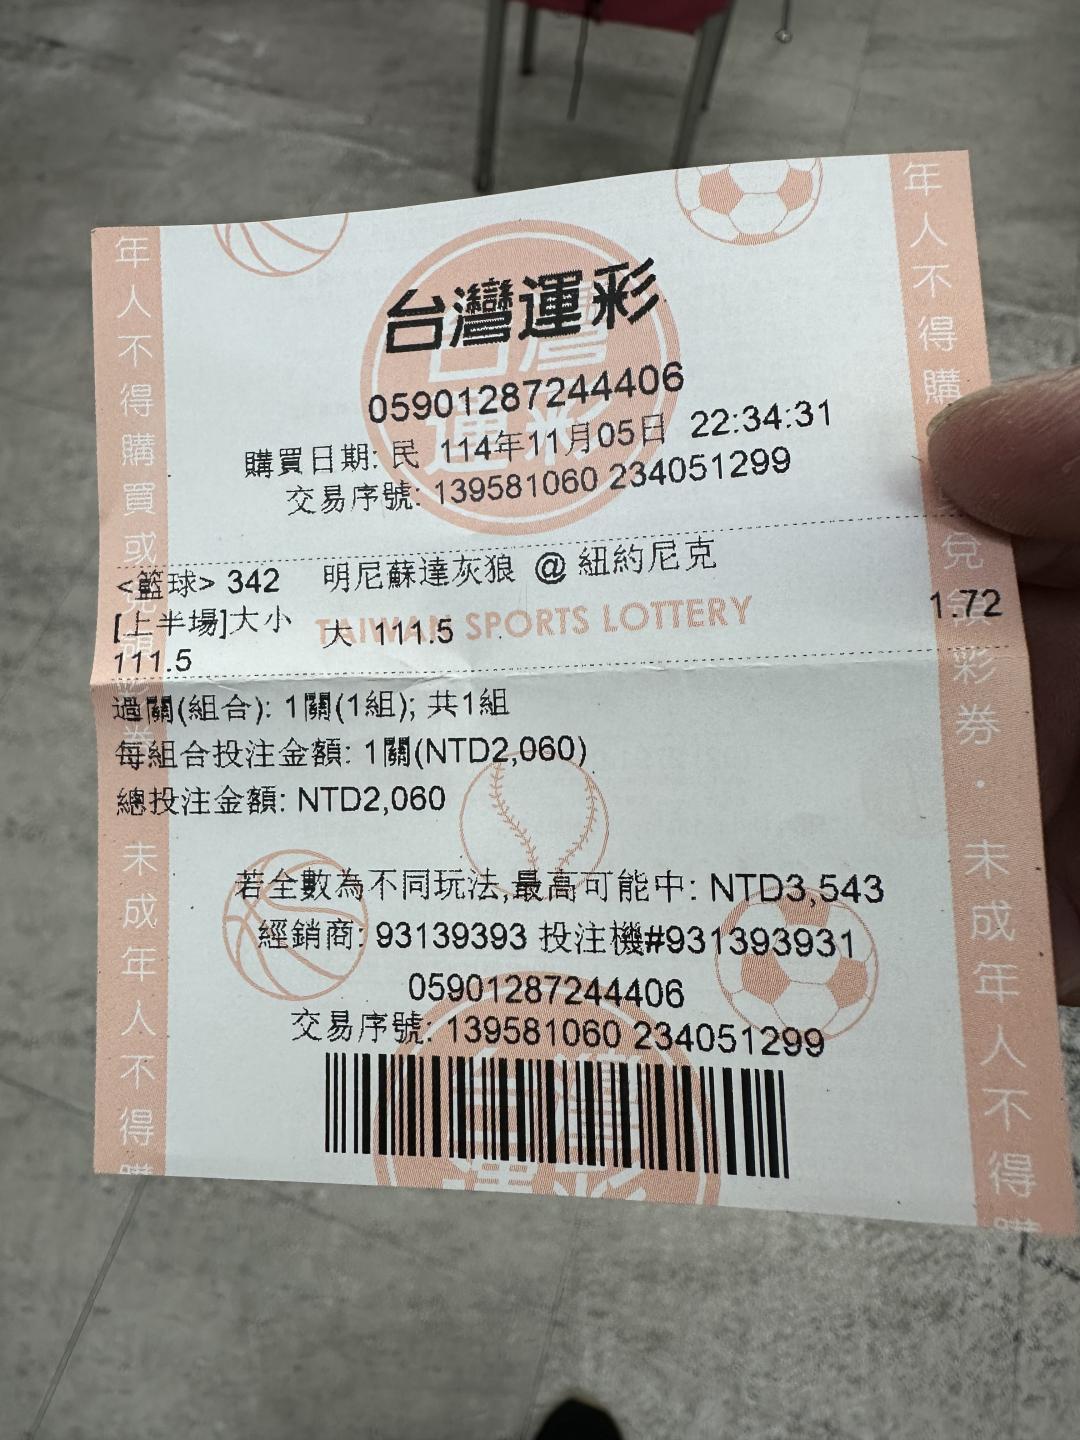 台灣運彩
05901287244406
購買日期: 民 114年11月05日 22:34:31
交易序號: 139581060 234051299
<籃球> 342 明尼蘇達灰狼 @ 紐約尼克
[上半場]大小 大 111.5 1.72
111.5
TAIWAN SPORTS LOTTERY
過關(組合): 1關(1組); 共1組
每組合投注金額: 1關(NTD2,060)
總投注金額: NTD2,060
若全數為不同玩法,最高可能中: NTD3,543
經銷商: 93139393 投注機#931393931
05901287244406
交易序號: 139581060 234051299
年人不得購買或兌領彩券・未成年人不得購
年人不得購買或兌領彩券・未成年人不得購